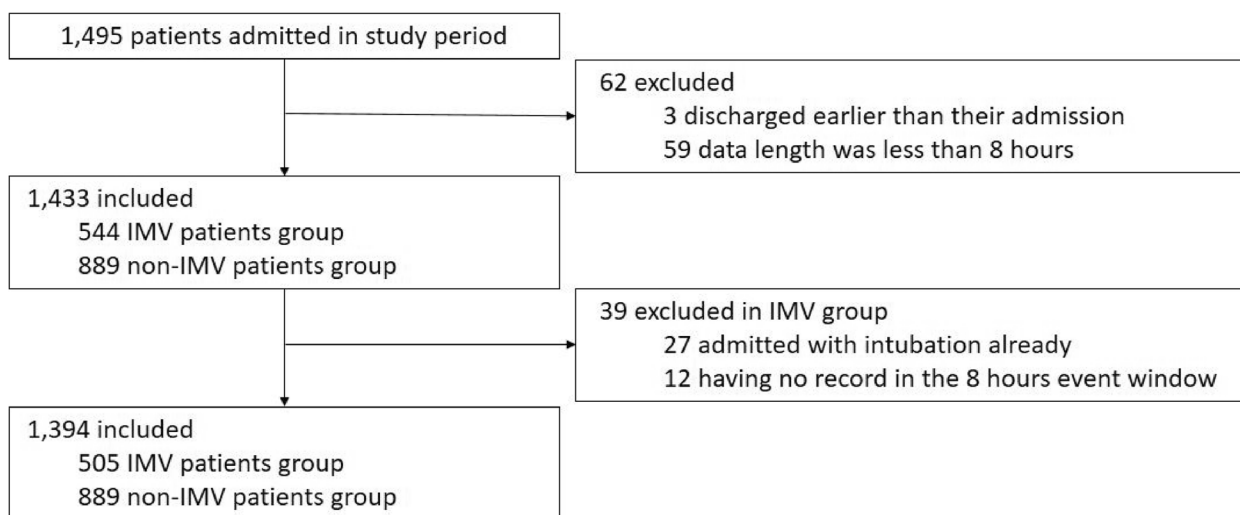 1,495 patients admitted in study period
62 excluded
3 discharged earlier than their admission
59 data length was less than 8 hours
1,433 included
544 IMV patients group
889 non-IMV patients group
39 excluded in IMV group
27 admitted with intubation already
12 having no record in the 8 hours event window
1,394 included
505 IMV patients group
889 non-IMV patients group